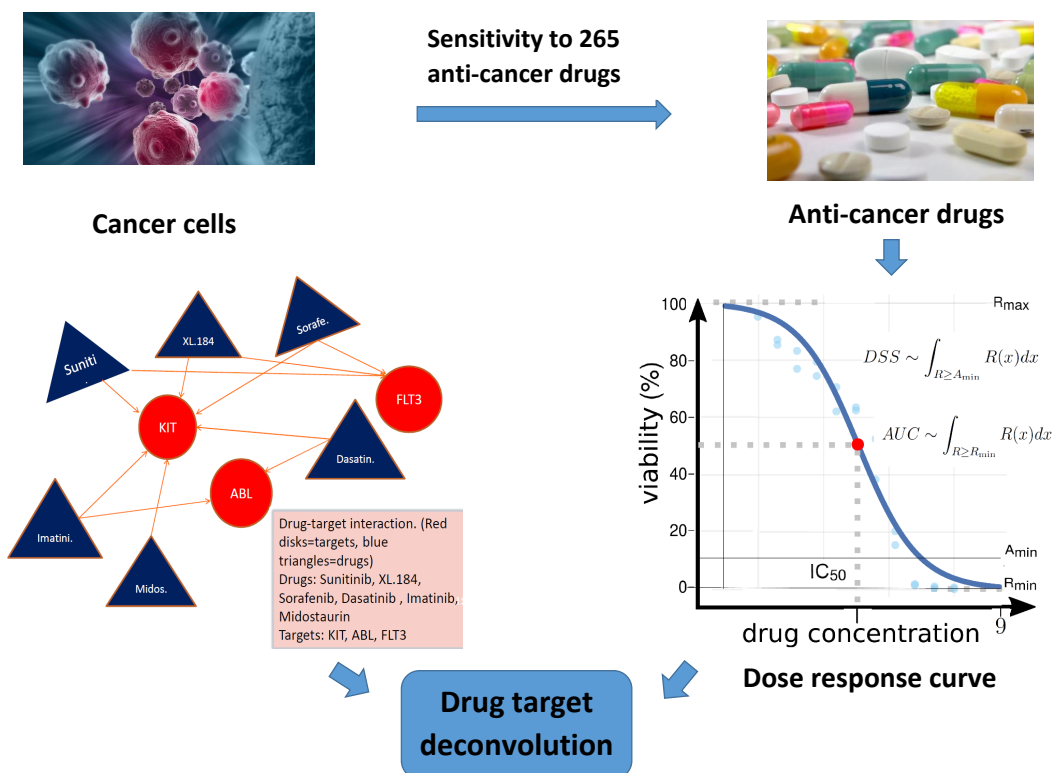 Sensitivity to 265
anti-cancer drugs
Cancer cells
Anti-cancer drugs
Suniti
.
XL.184
Sorafe.
FLT3
KIT
Dasatin.
ABL
Imatini.
Midos.
Drug-target interaction. (Red
disks=targets, blue
triangles=drugs)
Drugs: Sunitinib, XL.184,
Sorafenib, Dasatinib , Imatinib,
Midostaurin
Targets: KIT, ABL, FLT3
100
80
60
40
20
0
viability (%)
Rmax
DSS ∼ ∫R≥Amin R(x)dx
AUC ∼ ∫R≥Rmin R(x)dx
Amin
IC50
Rmin
drug concentration
9
Dose response curve
Drug target
deconvolution